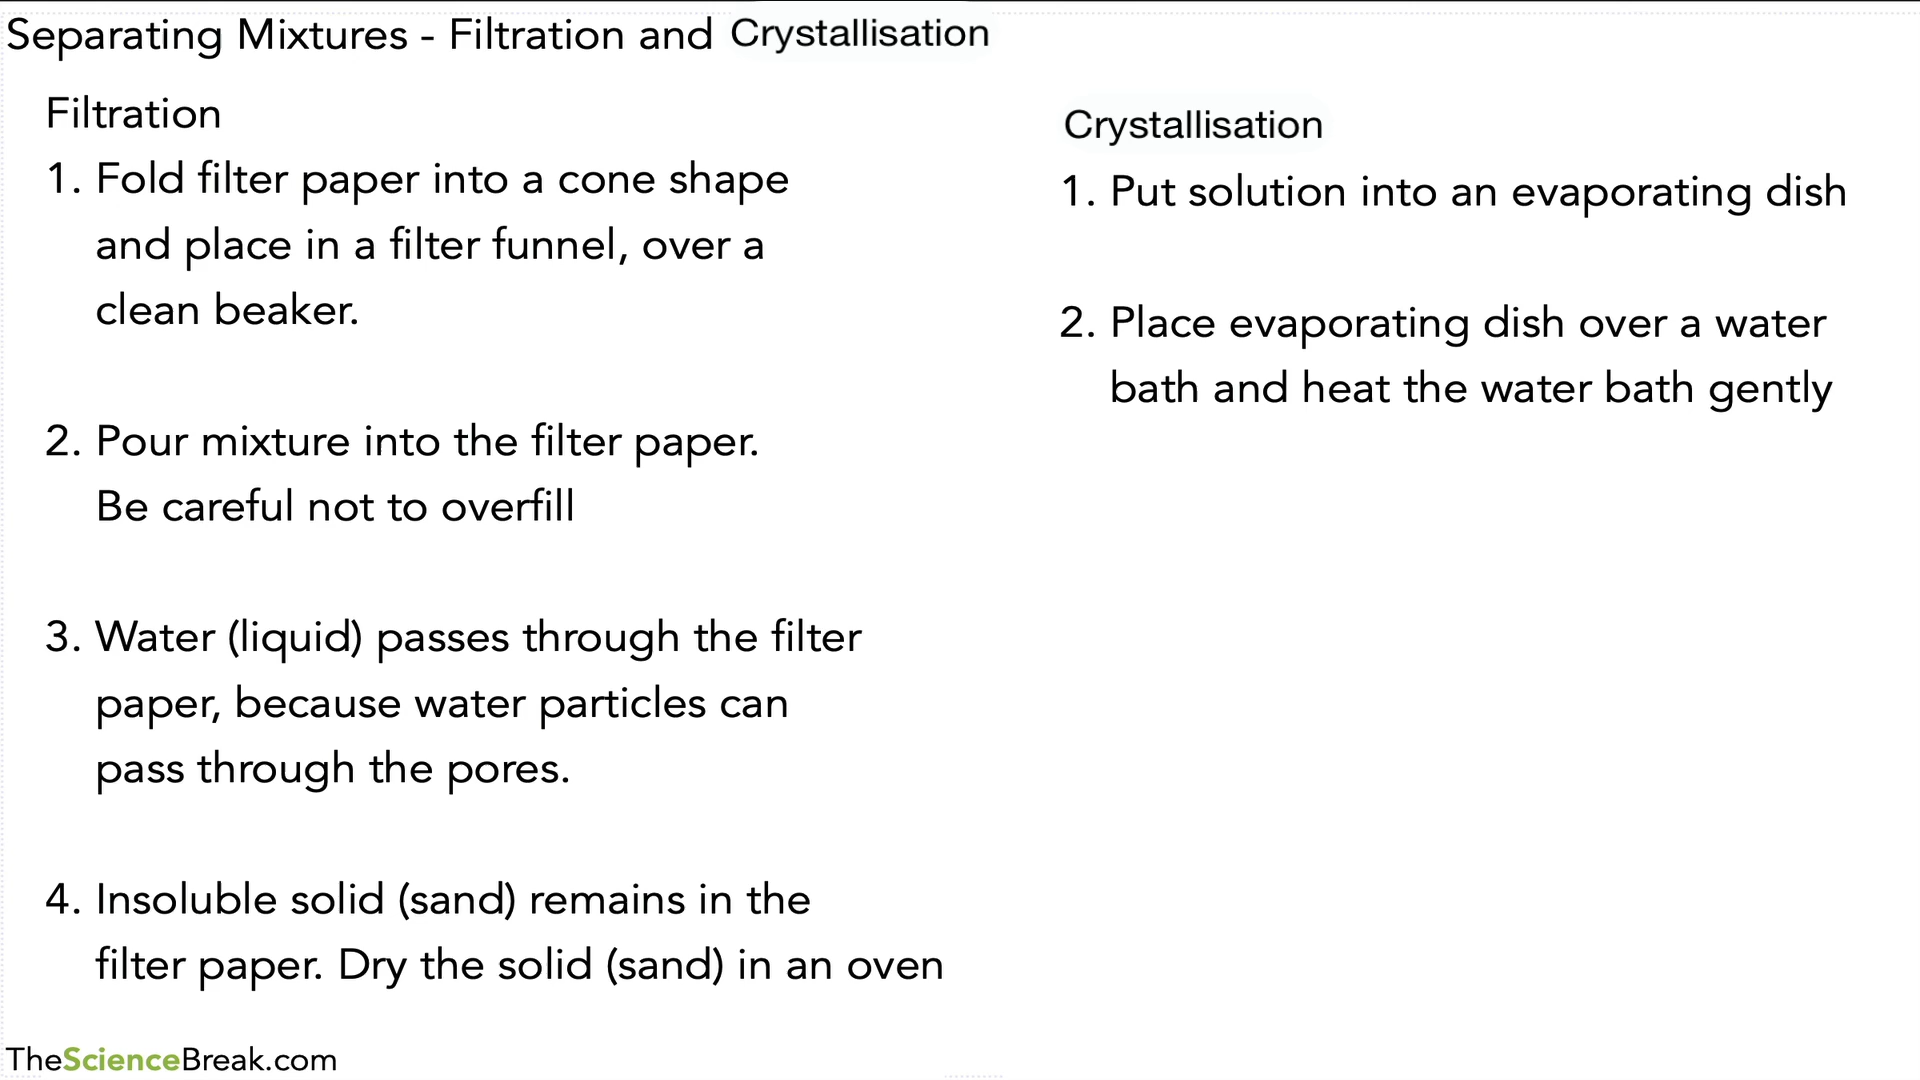 Separating Mixtures - Filtration and Crystallisation
Filtration
1. Fold filter paper into a cone shape
and place in a filter funnel, over a
clean beaker.
2. Pour mixture into the filter paper.
Be careful not to overfill
3. Water (liquid) passes through the filter
paper, because water particles can
pass through the pores.
4. Insoluble solid (sand) remains in the
filter paper. Dry the solid (sand) in an oven
Crystallisation
1. Put solution into an evaporating dish
2. Place evaporating dish over a water
bath and heat the water bath gently
TheScienceBreak.com